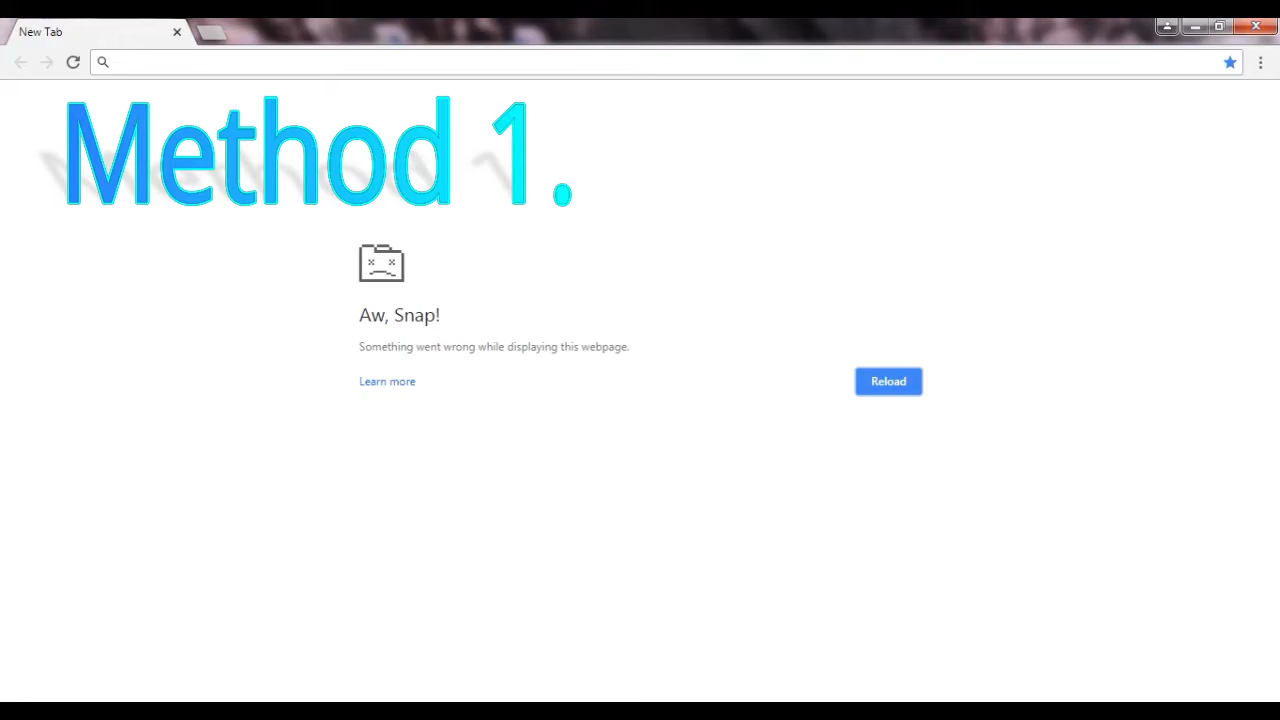 New Tab
Method 1.
Aw, Snap!
Something went wrong while displaying this webpage.
Learn more
Reload